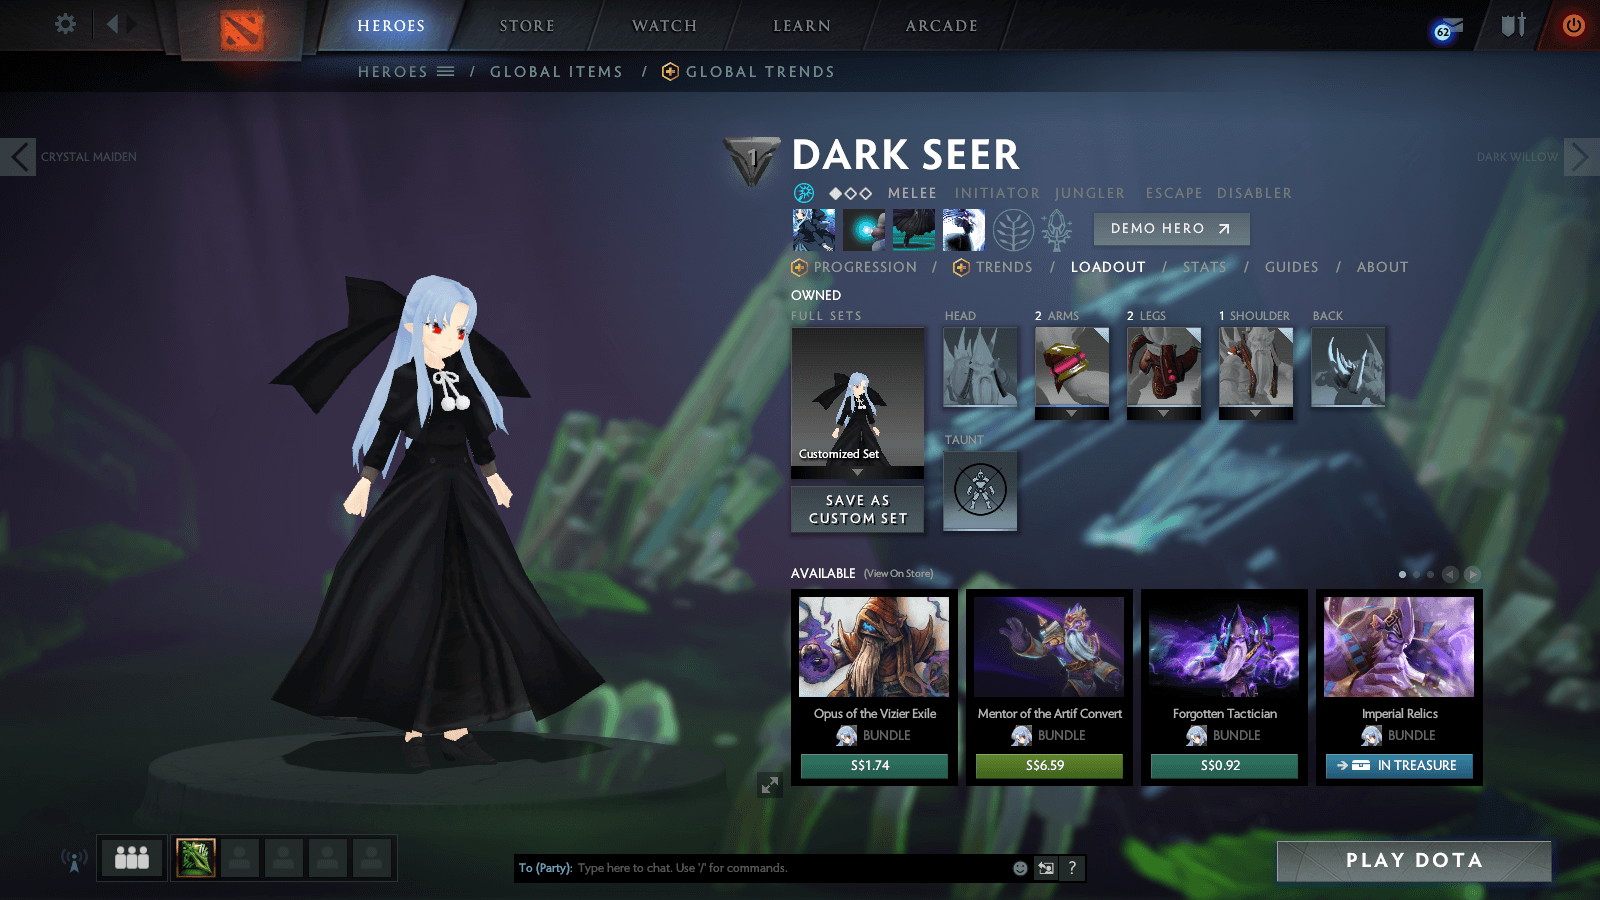 HEROES
STORE
WATCH
LEARN
ARCADE
62
HEROES / GLOBAL ITEMS / GLOBAL TRENDS
CRYSTAL MAIDEN
DARK WILLOW
1
DARK SEER
MELEE INITIATOR JUNGLER ESCAPE DISABLER
DEMO HERO
PROGRESSION / TRENDS / LOADOUT / STATS / GUIDES / ABOUT
OWNED
FULL SETS
HEAD
2 ARMS
2 LEGS
1 SHOULDER
BACK
Customized Set
SAVE AS
CUSTOM SET
TAUNT
AVAILABLE (View On Store)
Opus of the Vizier Exile
BUNDLE
S$1.74
Mentor of the Artif Convert
BUNDLE
S$6.59
Forgotten Tactician
BUNDLE
S$0.92
Imperial Relics
BUNDLE
IN TREASURE
To (Party): Type here to chat. Use '/' for commands.
?
PLAY DOTA